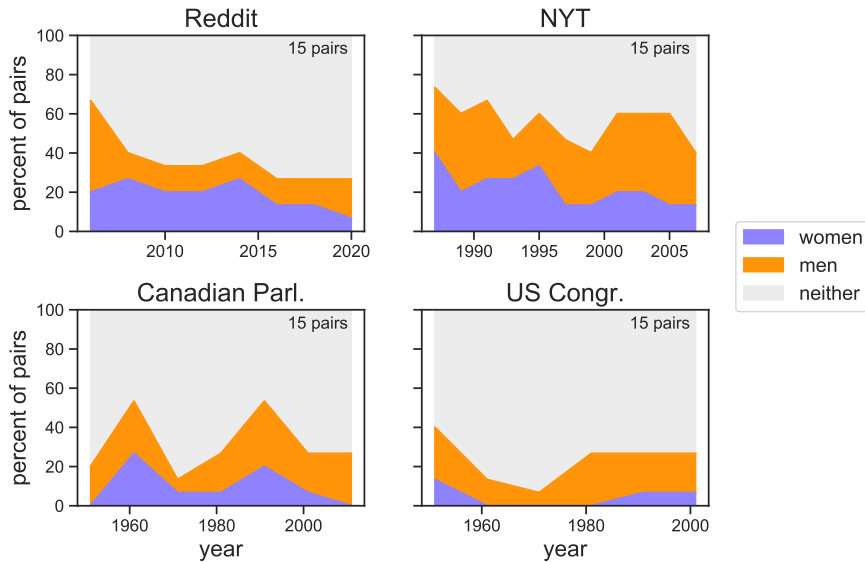 Reddit
NYT
percent of pairs
100
80
60
40
20
0
15 pairs
2010
2015
2020
15 pairs
1990
1995
2000
2005
women
men
neither
Canadian Parl.
US Congr.
percent of pairs
100
80
60
40
20
0
15 pairs
1960
1980
2000
year
15 pairs
1960
1980
2000
year